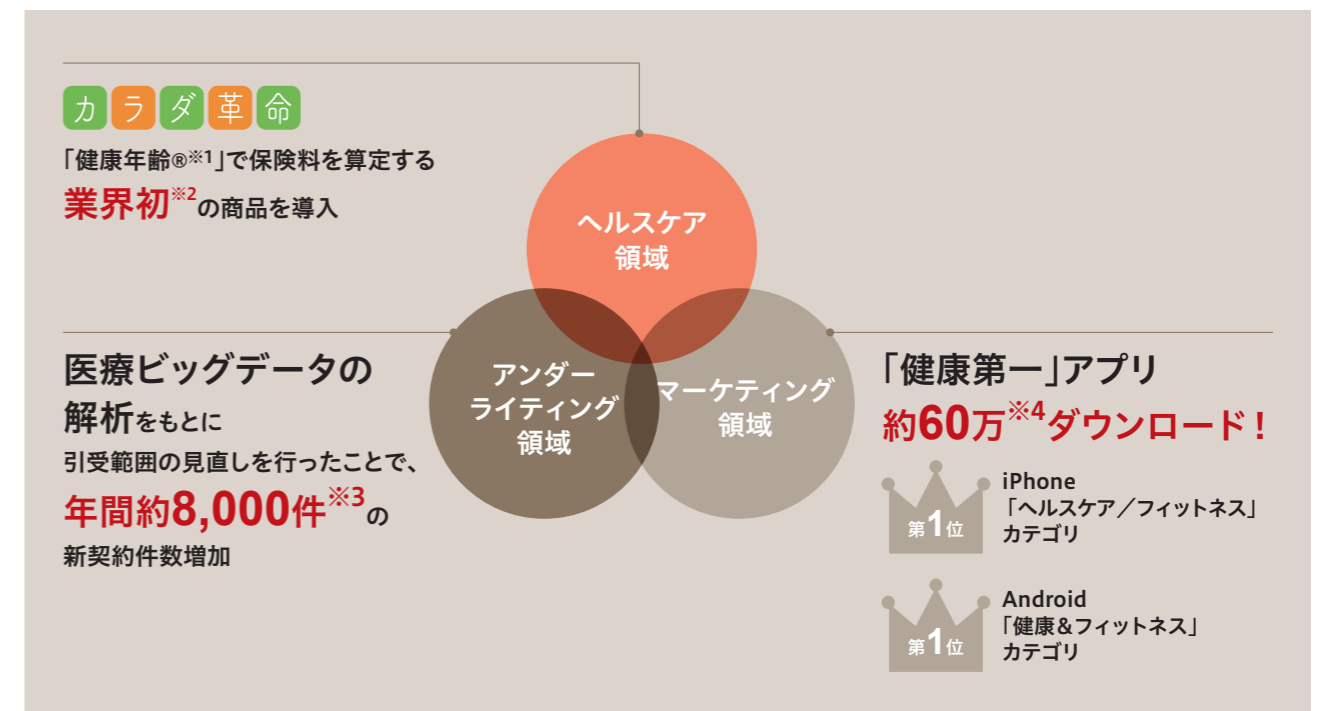 カラダ革命
「健康年齢®※1」で保険料を算定する
業界初※2の商品を導入
ヘルスケア
領域
アンダー
ライティング
領域
マーケティング
領域
医療ビッグデータの
解析をもとに
引受範囲の見直しを行ったことで、
年間約8,000件※3の
新契約件数増加
「健康第一」アプリ
約60万※4ダウンロード！
第1位
iPhone
「ヘルスケア／フィットネス」
カテゴリ
第1位
Android
「健康＆フィットネス」
カテゴリ